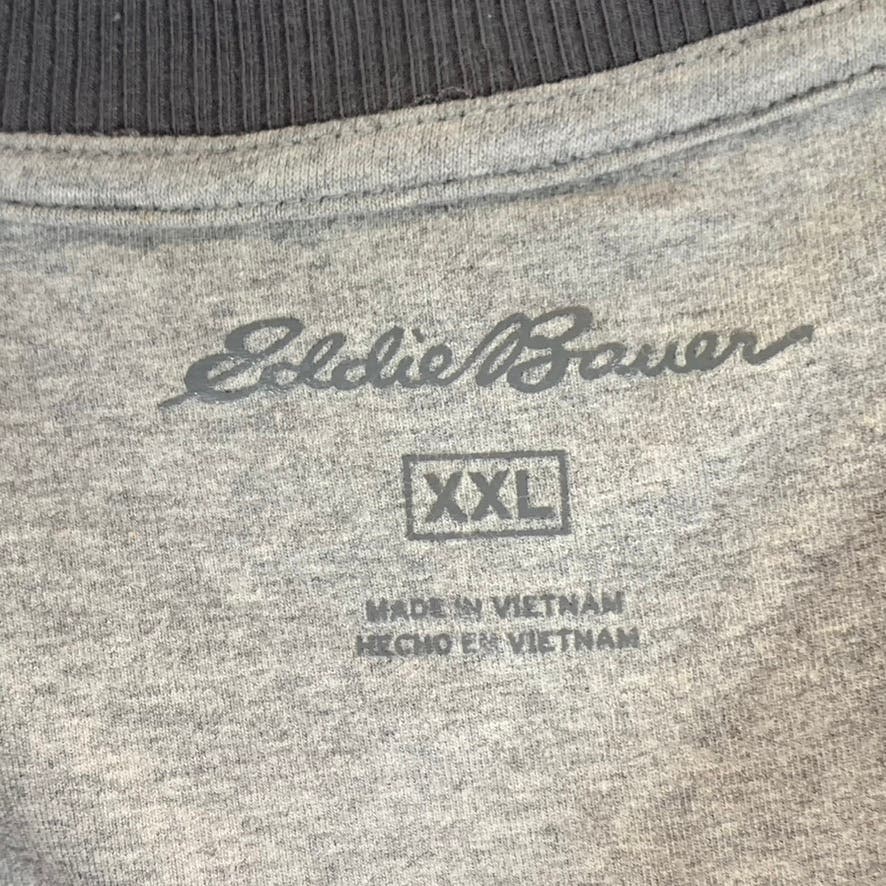 Eddie Bauer
XXL
MADE IN VIETNAM
HECHO EN VIETNAM